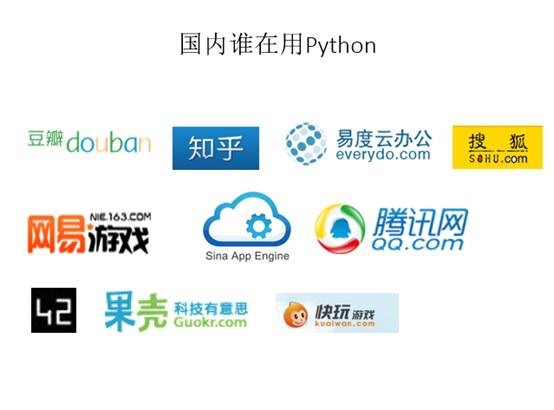 国内谁在用Python
豆瓣douban
知乎
易度云办公
everydo.com
搜狐
SOHU.com
NIE.163.COM
网易游戏
Sina App Engine
腾讯网
QQ.com
42
果壳 科技有意思
Guokr.com
快玩游戏
kuaiwan.com